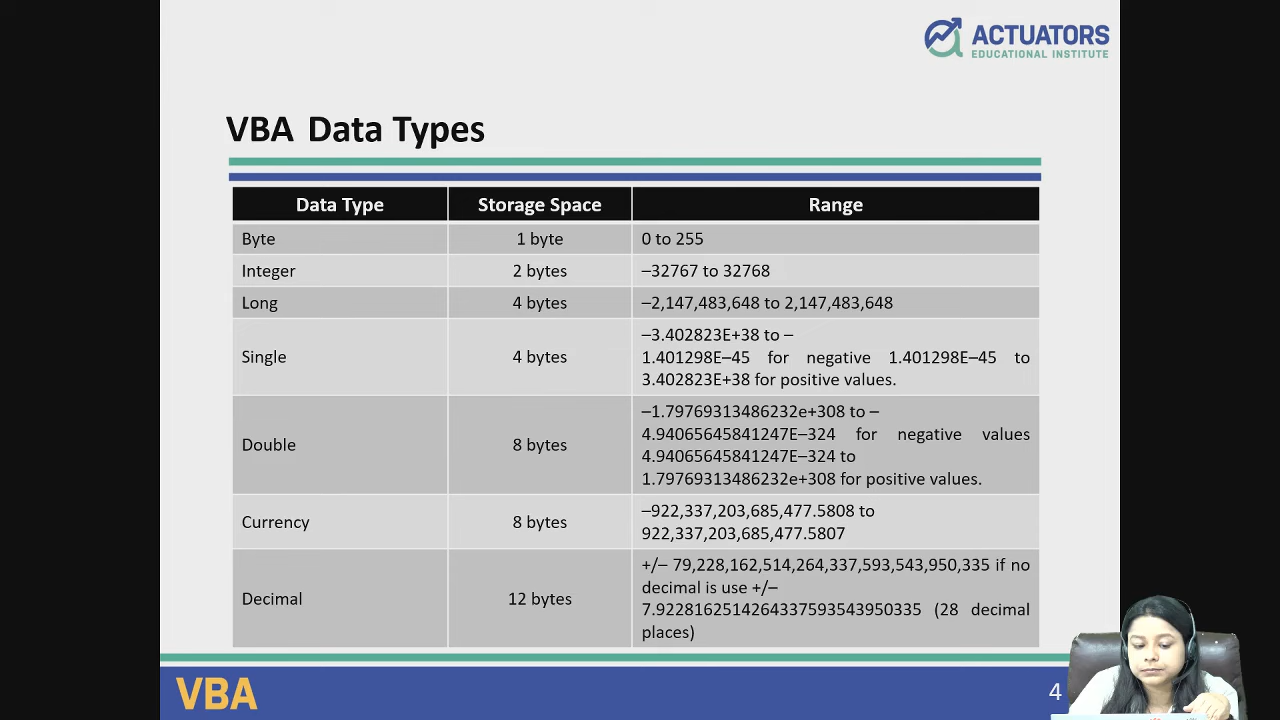 ACTUATORS
EDUCATIONAL INSTITUTE
VBA Data Types
Data Type Storage Space Range
Byte 1 byte 0 to 255
Integer 2 bytes –32767 to 32768
Long 4 bytes –2,147,483,648 to 2,147,483,648
Single 4 bytes –3.402823E+38 to –
1.401298E–45 for negative 1.401298E–45 to
3.402823E+38 for positive values.
Double 8 bytes –1.79769313486232e+308 to –
4.94065645841247E–324 for negative values
4.94065645841247E–324 to
1.79769313486232e+308 for positive values.
Currency 8 bytes –922,337,203,685,477.5808 to
922,337,203,685,477.5807
Decimal 12 bytes +/– 79,228,162,514,264,337,593,543,950,335 if no
decimal is use +/–
7.9228162514264337593543950335 (28 decimal
places)
VBA 4